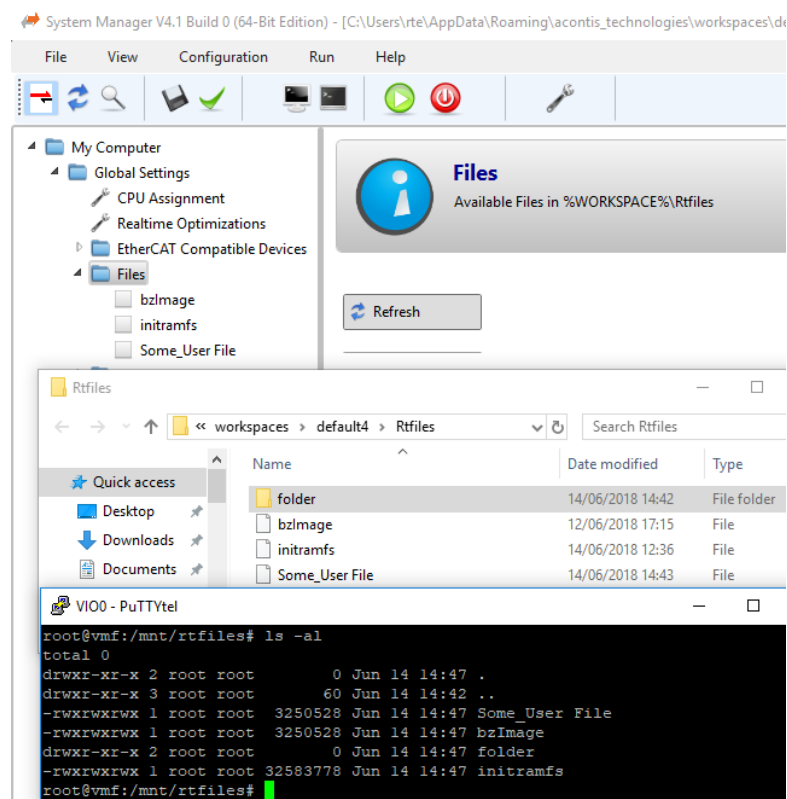 System Manager V4.1 Build 0 (64-Bit Edition) - [C:\Users\rte\AppData\Roaming\acontis_technologies\workspaces\de
File View Configuration Run Help
My Computer
Global Settings
CPU Assignment
Realtime Optimizations
EtherCAT Compatible Devices
Files
bzImage
initramfs
Some_User File
Files
Available Files in %WORKSPACE%\Rtfiles
Refresh
Rtfiles
« workspaces › default4 › Rtfiles
Search Rtfiles
Quick access
Desktop
Downloads
Documents
Name Date modified Type
folder 14/06/2018 14:42 File folder
bzImage 12/06/2018 17:15 File
initramfs 14/06/2018 12:36 File
Some_User File 14/06/2018 14:43 File
VIO0 - PuTTYtel
root@vmf:/mnt/rtfiles# ls -al
total 0
drwxr-xr-x 2 root root 0 Jun 14 14:47 .
drwxr-xr-x 3 root root 60 Jun 14 14:42 ..
-rwxrwxrwx 1 root root 3250528 Jun 14 14:47 Some_User File
-rwxrwxrwx 1 root root 3250528 Jun 14 14:47 bzImage
drwxr-xr-x 2 root root 0 Jun 14 14:47 folder
-rwxrwxrwx 1 root root 32583778 Jun 14 14:47 initramfs
root@vmf:/mnt/rtfiles#